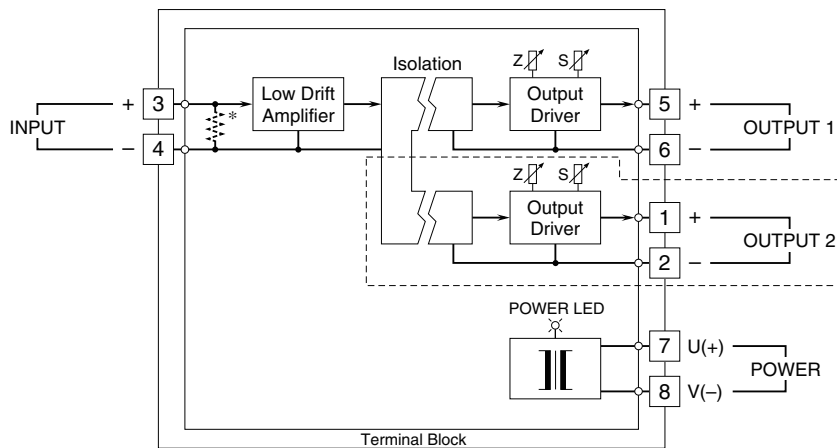 Isolation
Z
S
+
3
*
Low Drift
Amplifier
Output
Driver
5
+
INPUT
OUTPUT 1
–
4
6
–
Z
S
Output
Driver
1
+
OUTPUT 2
2
–
POWER LED
7
U(+)
POWER
8
V(–)
Terminal Block